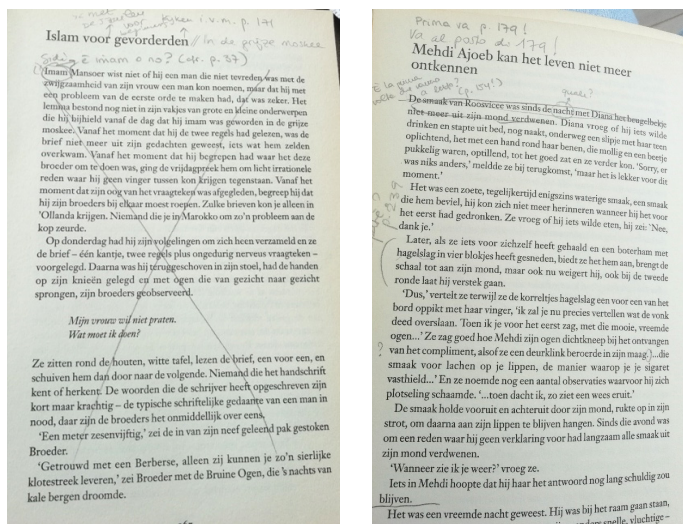 i.v.m. p. 171
Islam voor gevorderden
// in de grijze moskee
È imam o no? (cfr. p. 37)
Imam Mansoer wist niet of hij een man die niet tevreden was met de
zwijgzaamheid van zijn vrouw een man kon noemen, maar dat hij met
een probleem van de eerste orde te maken had, dat was zeker. Het
lemma bestond nog niet in zijn vakjes van grote en kleine onderwerpen
die hij bijhield vanaf de dag dat hij imam was geworden in de grijze
moskee. Vanaf het moment dat hij de twee regels had gelezen, was de
brief niet meer uit zijn gedachten geweest, iets wat hem zelden
overkwam. Vanaf het moment dat hij begrepen had waar het deze
broeder om te doen was, ging de vrijdagpreek hem om licht irrationele
reden waar hij geen vinger tussen kon krijgen tegenstaan. Vanaf het
moment dat zijn oog van het vraagteken was afgegleden, begreep hij dat
hij zijn broeders bij elkaar moest roepen. Zulke brieven kon je alleen in
'Ollanda krijgen. Niemand die je in Marokko om zo'n probleem aan de
kop zeurde.
Op donderdag had hij zijn volgelingen om zich heen verzameld en ze
de brief – één kantje, twee regels plus ongedurig nerveus vraagteken –
voorgelegd. Daarna was hij teruggeschoven in zijn stoel, had de handen
op zijn knieën gelegd en met ogen die van gezicht naar gezicht
sprongen, zijn broeders geobserveerd.
Mijn vrouw wil niet praten.
Wat moet ik doen?
Ze zitten rond de houten, witte tafel, lezen de brief, een voor een, en
schuiven hem dan door naar de volgende. Niemand die het handschrift
kent of herkent. De woorden die de schrijver heeft opgeschreven zijn
kort maar krachtig – de typische schriftelijke gedaante van een man in
nood, daar zijn de broeders het onmiddellijk over eens.
'Een meter zesenvijftig,' zei de in van zijn neef geleend pak gestoken
Broeder.
'Getrouwd met een Berberse, alleen zij kunnen je zo'n sierlijke
klotestreek leveren,' zei Broeder met de Bruine Ogen, die 's nachts van
kale bergen droomde.
Prima va p. 179!
Va al posto di 179!
Mehdi Ajoeb kan het leven niet meer
ontkennen
(p. 154!)
quale?
De smaak van Roosvicee was sinds de nacht met Diana het beugelbekje
niet meer uit zijn mond verdwenen. Diana vroeg of hij iets wilde
drinken en stapte uit bed, nog naakt, onderweg een slipje met haar teen
oplichtend, het met een hand rond haar benen, die mollig en een beetje
pukkelig waren, optillend, tot het goed zat en ze verder kon. 'Sorry, er
was niks anders,' meldde ze bij terugkomst, 'maar het is lekker voor dit
moment.'
Het was een zoete, tegelijkertijd enigszins waterige smaak, een smaak
die hem beviel, hij kon zich niet meer herinneren wanneer hij het voor
het eerst had gedronken. Ze vroeg of hij iets wilde eten, hij zei: 'Nee,
dank je.'
Later, als ze iets voor zichzelf heeft gehaald en een boterham met
hagelslag in vier blokjes heeft gesneden, biedt ze het hem aan, brengt de
schaal tot aan zijn mond, maar ook nu weigert hij, ook bij de tweede
ronde laat hij verstek gaan.
'Dus,' vertelt ze terwijl ze de korreltjes hagelslag een voor een van het
bord oppikt met haar vinger, 'ik zal je nu precies vertellen wat de vonk
deed overslaan. Toen ik je voor het eerst zag, met die mooie, vreemde
ogen...' Ze zag goed hoe Mehdi zijn ogen dichtkneep bij het ontvangen
? van het compliment, alsof ze een deurklink beroerde in zijn maag.) ...die
smaak voor lachen op je lippen, de manier waarop je je sigaret
vasthield...' En ze noemde nog een aantal observaties waarvoor hij zich
plotseling schaamde. '...toen dacht ik, zo ziet een wees eruit.'
De smaak holde vooruit en achteruit door zijn mond, rukte op in zijn
strot, om daarna aan zijn lippen te blijven hangen. Sinds die avond was
om een reden waar hij geen verklaring voor had langzaam alle smaak uit
zijn mond verdwenen.
'Wanneer zie ik je weer?' vroeg ze.
Iets in Mehdi hoopte dat hij haar het antwoord nog lang schuldig zou
blijven.
Het was een vreemde nacht geweest. Hij was bij het raam gaan staan,
snelle, vluchtige –